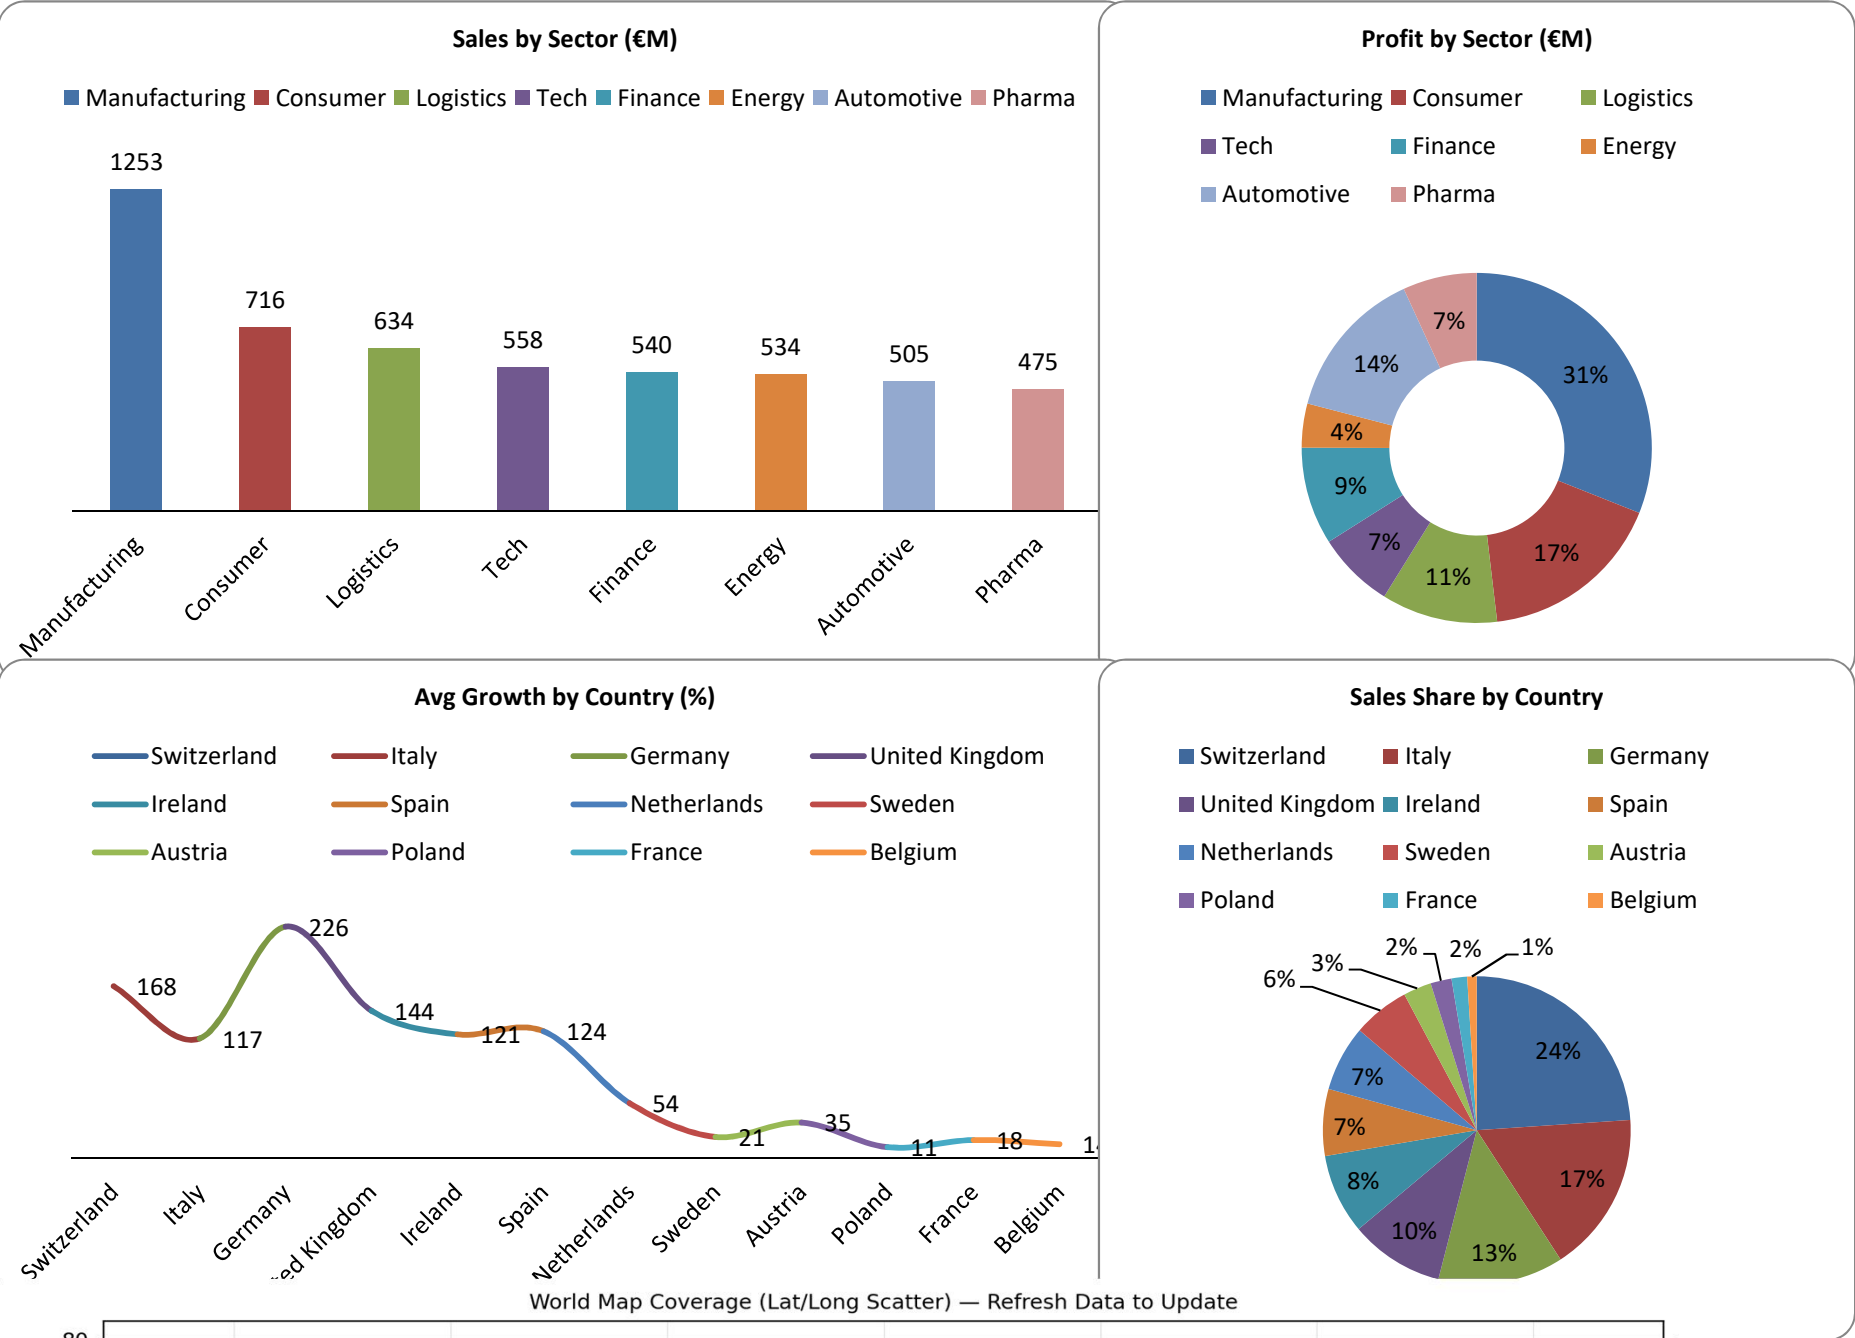 Sales by Sector (€M)
Manufacturing Consumer Logistics Tech Finance Energy Automotive Pharma
1253
716
634
558
540
534
505
475
Manufacturing
Consumer
Logistics
Tech
Finance
Energy
Automotive
Pharma
Profit by Sector (€M)
Manufacturing Consumer Logistics
Tech Finance Energy
Automotive Pharma
31%
17%
11%
7%
9%
4%
14%
7%
Avg Growth by Country (%)
Switzerland Italy Germany United Kingdom
Ireland Spain Netherlands Sweden
Austria Poland France Belgium
168
117
226
144
121
124
54
21
35
11
18
Switzerland
Italy
Germany
ed Kingdom
Ireland
Spain
Netherlands
Sweden
Austria
Poland
France
Belgium
Sales Share by Country
Switzerland Italy Germany
United Kingdom Ireland Spain
Netherlands Sweden Austria
Poland France Belgium
24%
17%
13%
10%
8%
7%
7%
6%
3%
2%
2%
1%
World Map Coverage (Lat/Long Scatter) — Refresh Data to Update